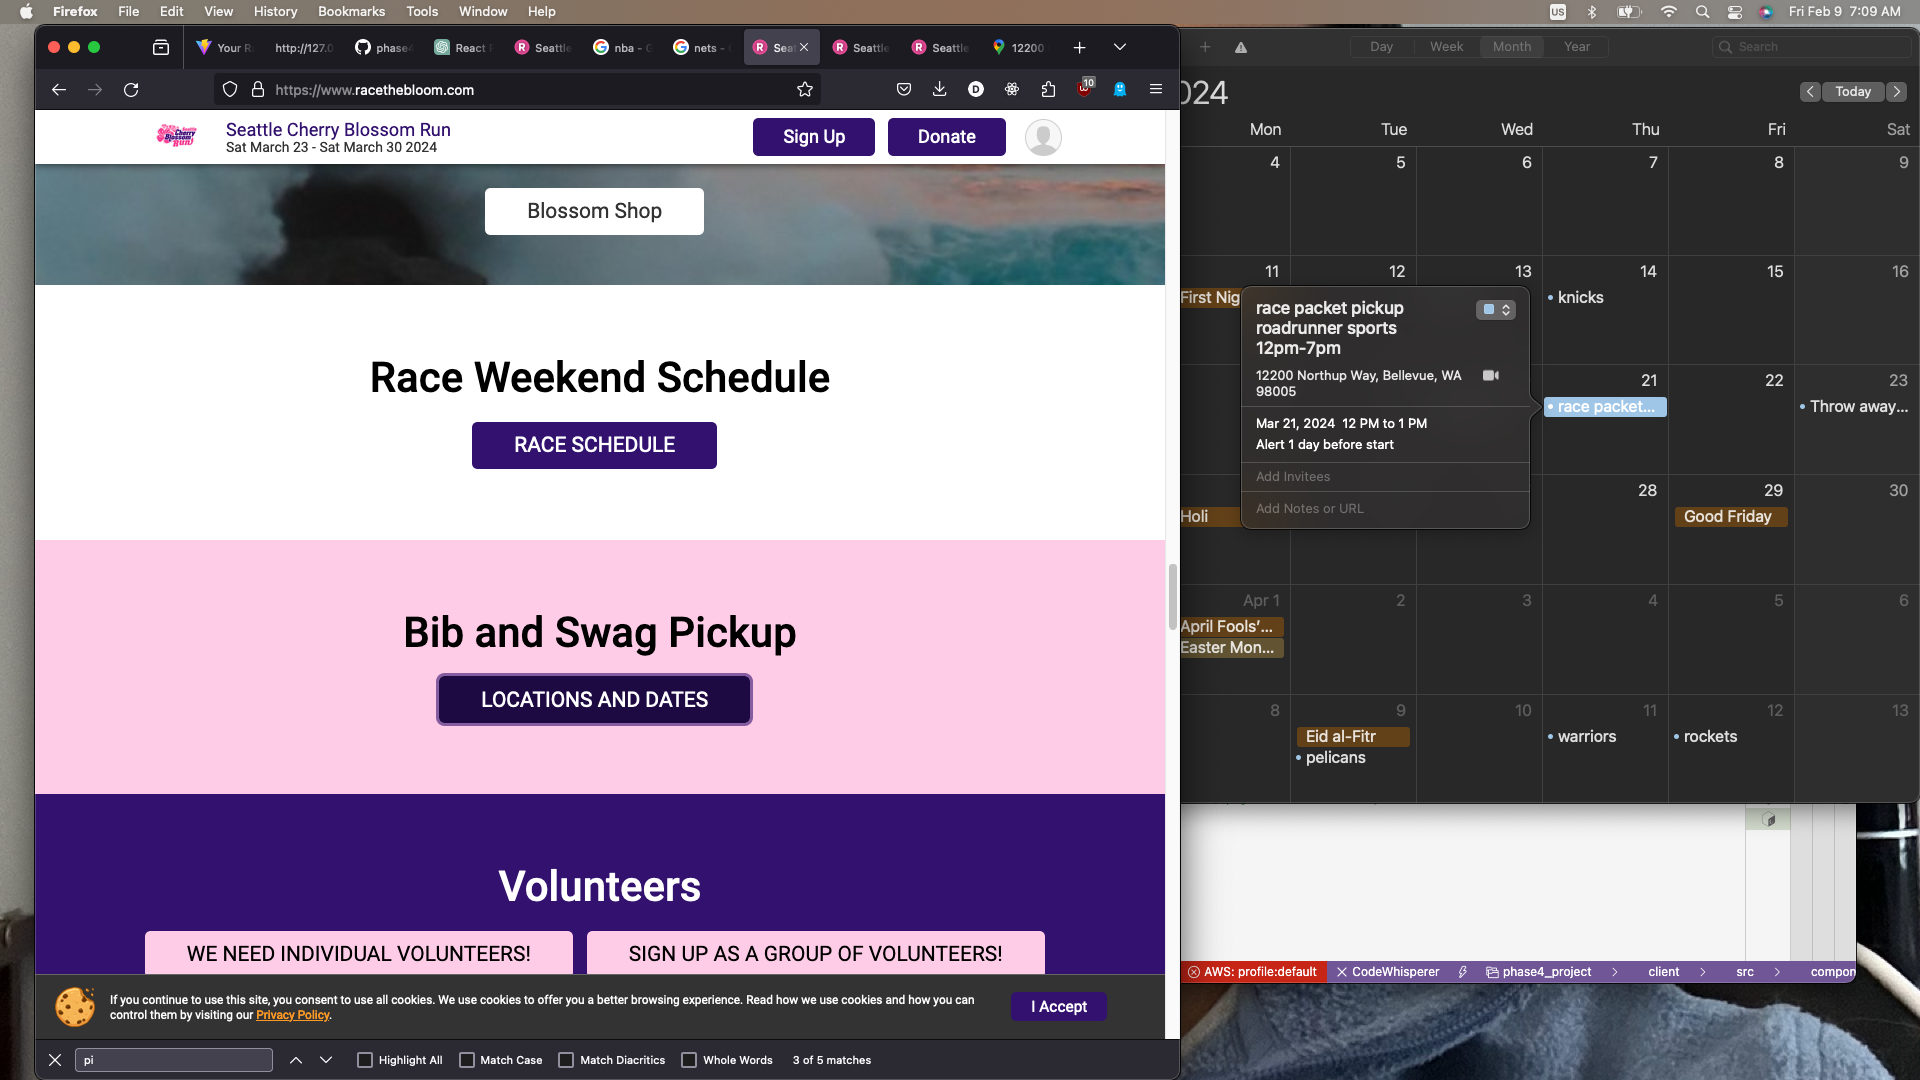 Firefox File Edit View History Bookmarks Tools Window Help
US Fri Feb 9 7:09 AM
Your R http://127.0 phase4 React Seattle nba - nets - Seat Seattle Seattle 12200
https://www.racethebloom.com
10
Seattle Cherry Blossom Run
Sat March 23 - Sat March 30 2024
Sign Up
Donate
Blossom Shop
Race Weekend Schedule
RACE SCHEDULE
Bib and Swag Pickup
LOCATIONS AND DATES
Volunteers
WE NEED INDIVIDUAL VOLUNTEERS!
SIGN UP AS A GROUP OF VOLUNTEERS!
If you continue to use this site, you consent to use all cookies. We use cookies to offer you a better browsing experience. Read how we use cookies and how you can
control them by visiting our Privacy Policy.
I Accept
pi
Highlight All Match Case Match Diacritics Whole Words 3 of 5 matches
Day Week Month Year
Search
2024
Today
Mon Tue Wed Thu Fri Sat
4 5 6 7 8 9
11 12 13 14 15 16
First Nig
knicks
21 22 23
race packet...
Throw away...
race packet pickup
roadrunner sports
12pm-7pm
12200 Northup Way, Bellevue, WA
98005
Mar 21, 2024 12 PM to 1 PM
Alert 1 day before start
Add Invitees
Add Notes or URL
28 29 30
Holi
Good Friday
Apr 1 2 3 4 5 6
April Fools'...
Easter Mon...
8 9 10 11 12 13
Eid al-Fitr
pelicans
warriors
rockets
AWS: profile:default CodeWhisperer phase4_project > client > src > compon